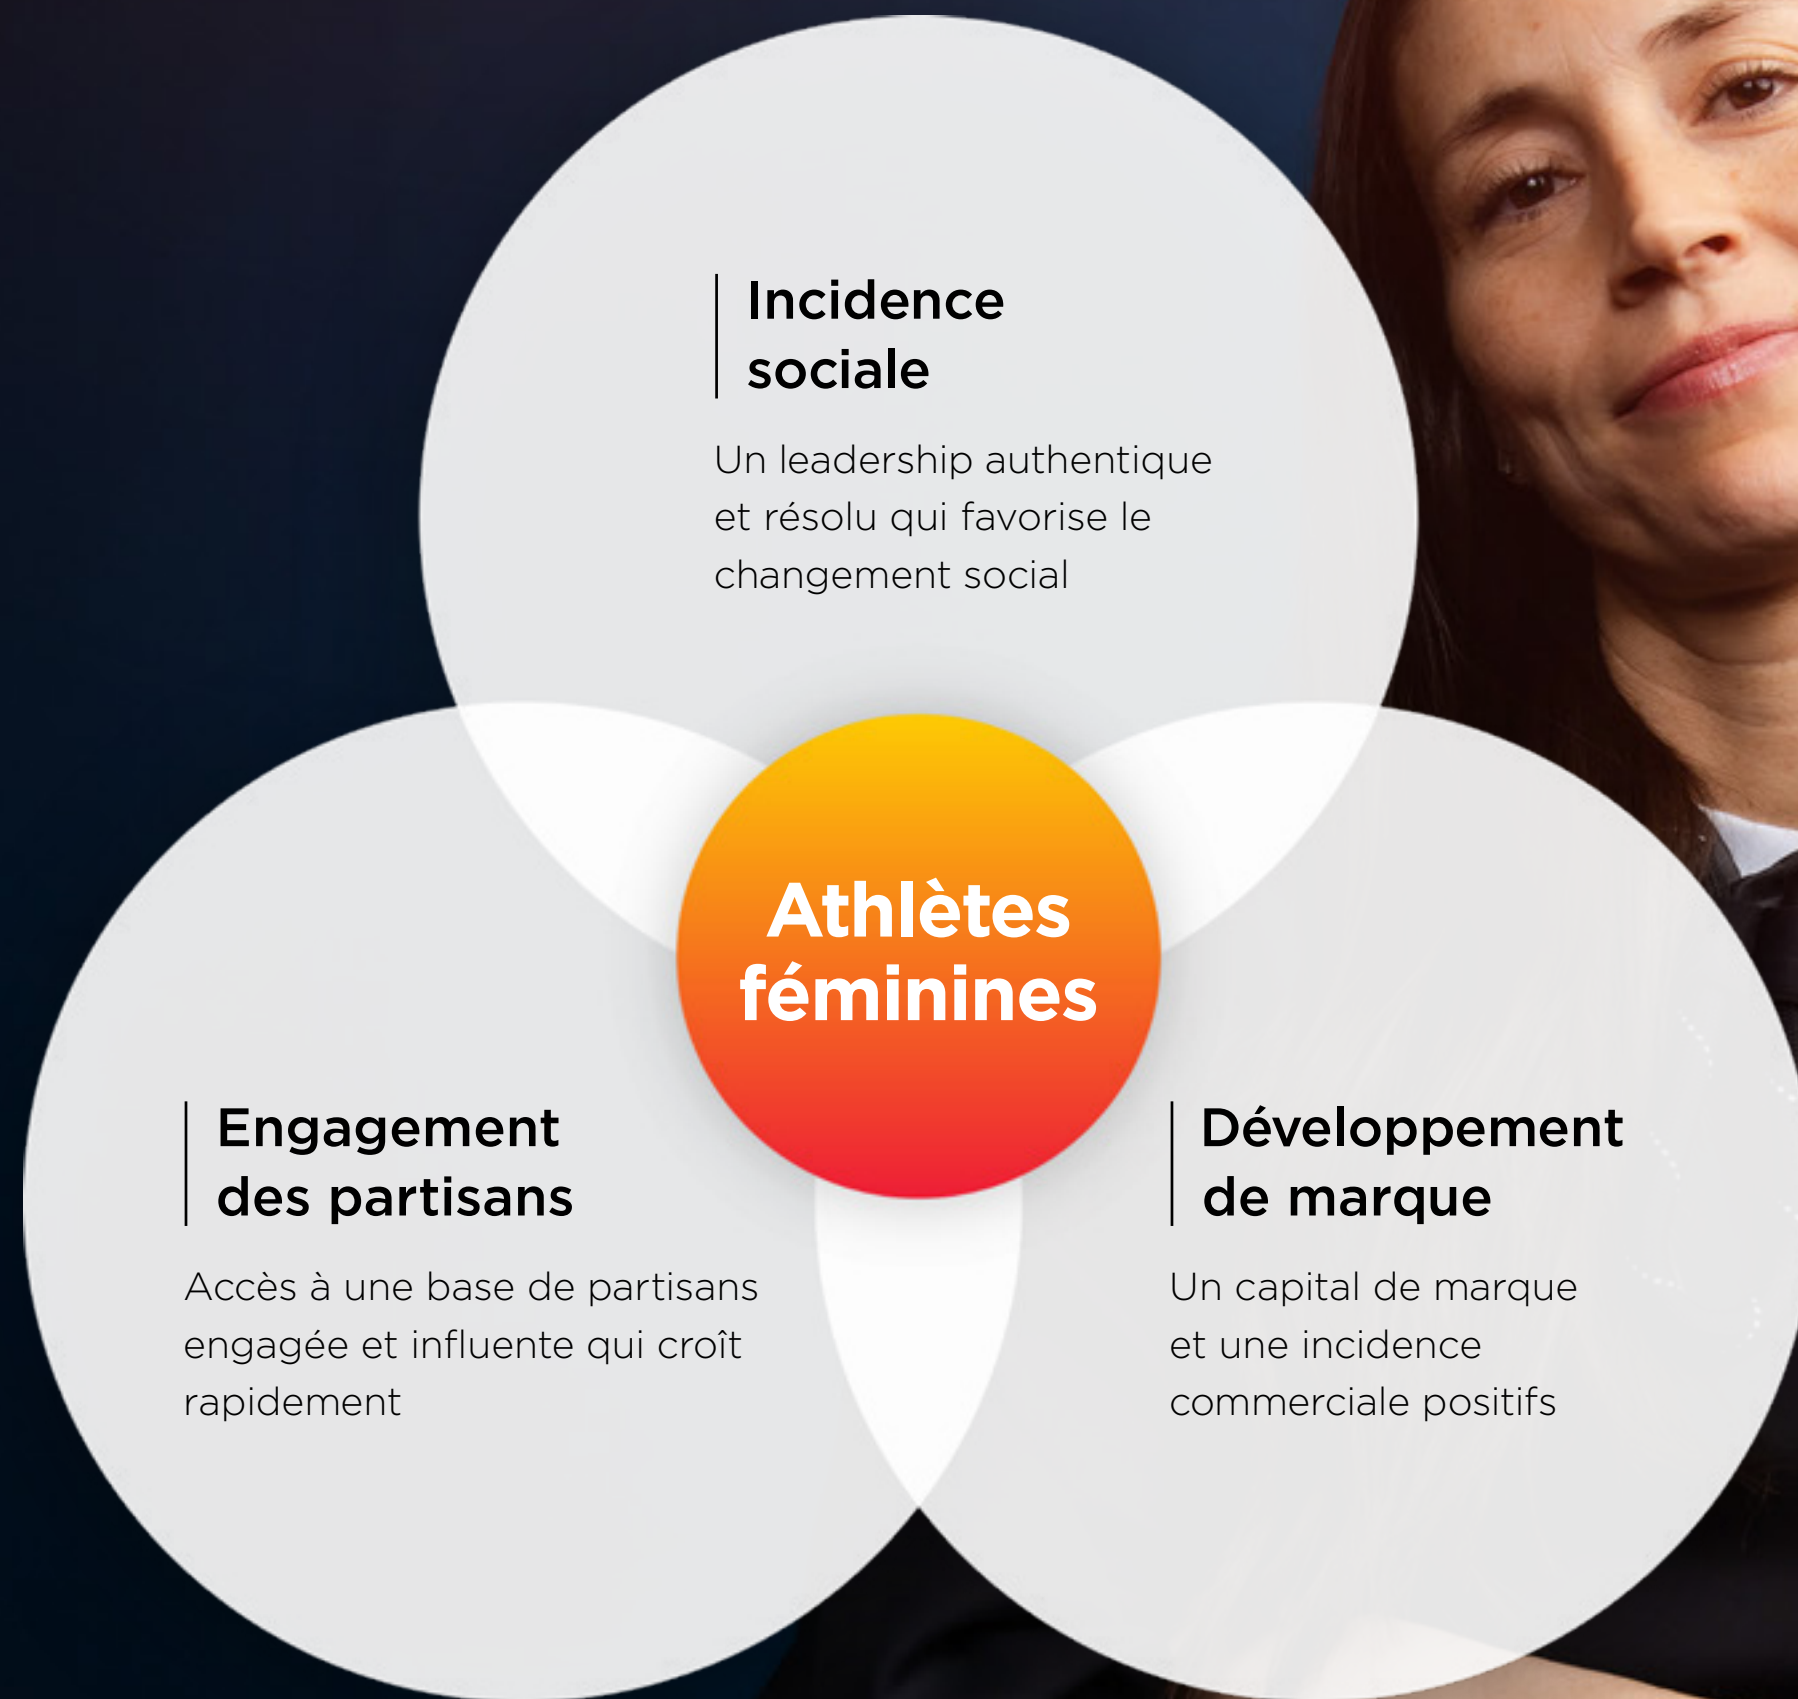 Incidence
sociale
Un leadership authentique
et résolu qui favorise le
changement social
Athlètes
féminines
Engagement
des partisans
Accès à une base de partisans
engagée et influente qui croît
rapidement
Développement
de marque
Un capital de marque
et une incidence
commerciale positifs